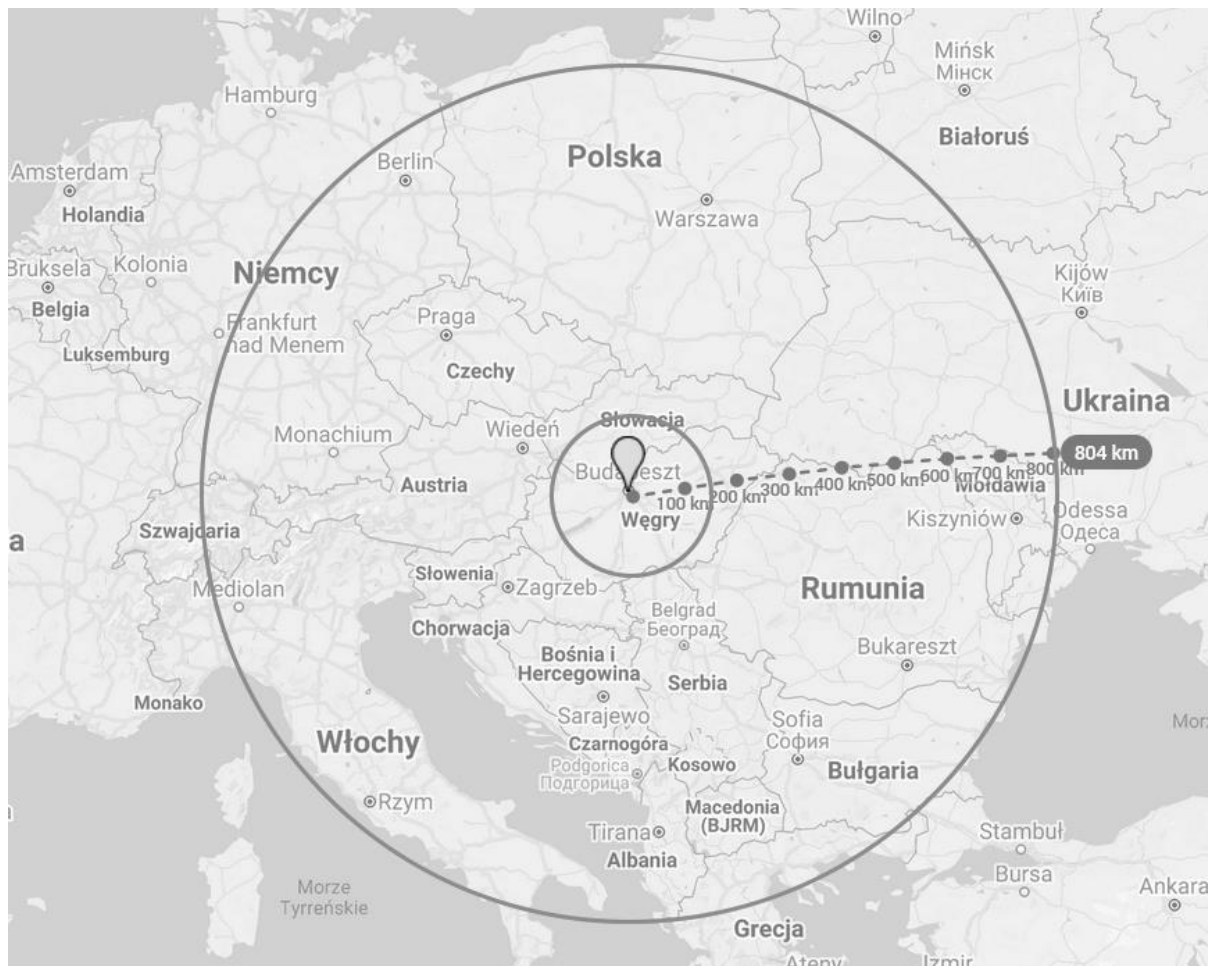 Wilno
Mińsk
Мінск
Hamburg
Białoruś
Polska
Berlin
Amsterdam
Holandia
Warszawa
Bruksela
Kolonia
Niemcy
Kijów
Київ
Belgia
Praga
Frankfurt
nad Menem
Luksemburg
Czechy
Ukraina
Słowacja
Monachium
Wiedeń
804 km
Budapeszt
Austria
100 km
200 km
300 km
400 km
500 km
600 km
700 km
800 km
Mołdawia
Węgry
Kiszyniów
Odessa
Одеса
Szwajcaria
a
Słowenia
Zagrzeb
Rumunia
Mediolan
Belgrad
Београд
Chorwacja
Bośnia i
Hercegowina
Bukareszt
Serbia
Monako
Sarajewo
Sofia
София
Morz
Włochy
Czarnogóra
Kosowo
Podgorica
Подгорица
Bułgaria
Rzym
Macedonia
(BJRM)
Tirana
Stambuł
Albania
Bursa
Ankara
Morze
Tyrreńskie
Grecja
Ateny
Izmir